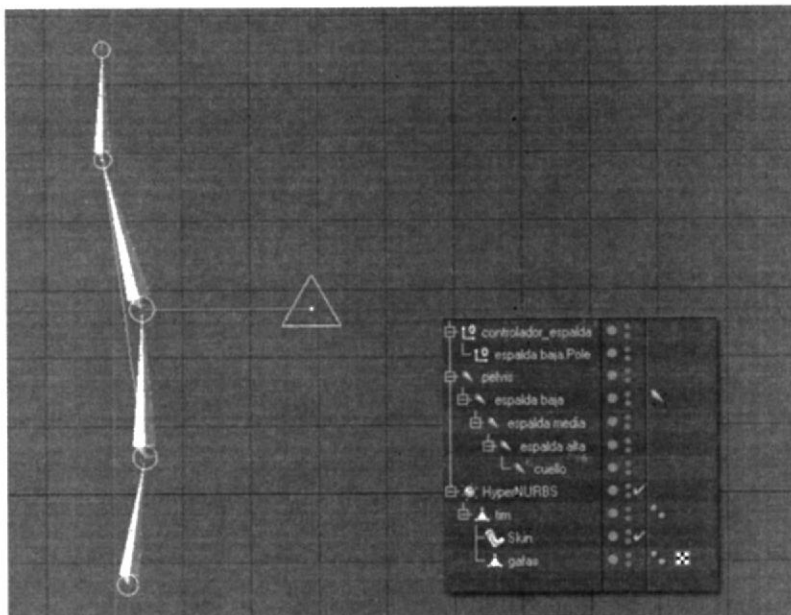 controlador_espalda
espalda baja.Pole
pelvis
espalda baja
espalda media
espalda alta
cuello
HyperNURBS
tim
Skin
gafas